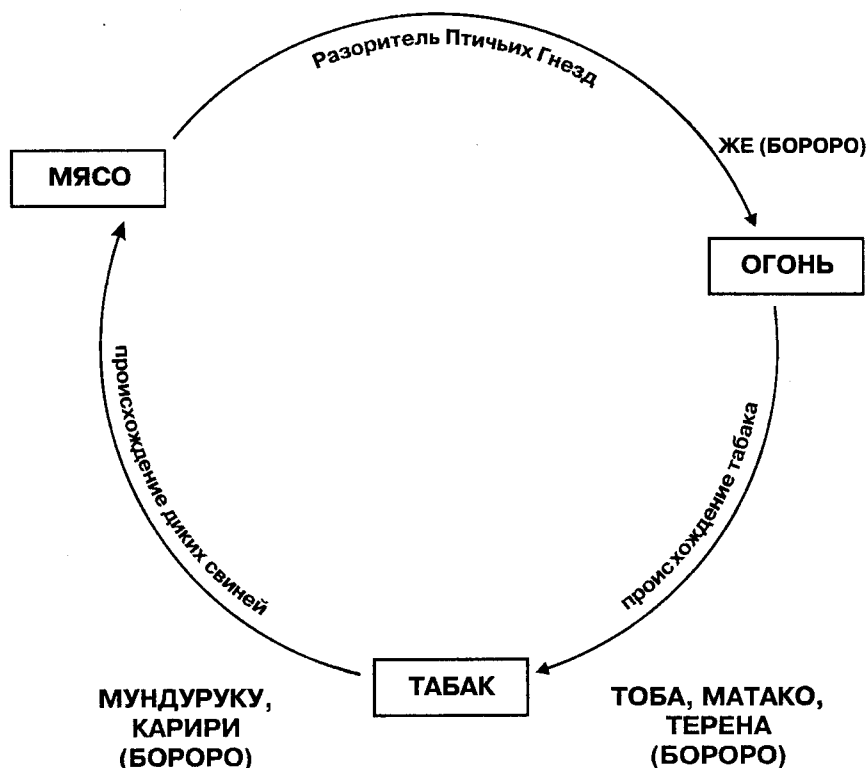 Разоритель Птичьих Гнезд
ЖЕ (БОРОРО)
МЯСО
ОГОНЬ
происхождение диких свиней
происхождение табака
ТАБАК
МУНДУРУКУ,
КАРИРИ
(БОРОРО)
ТОБА, МАТАКО,
ТЕРЕНА
(БОРОРО)